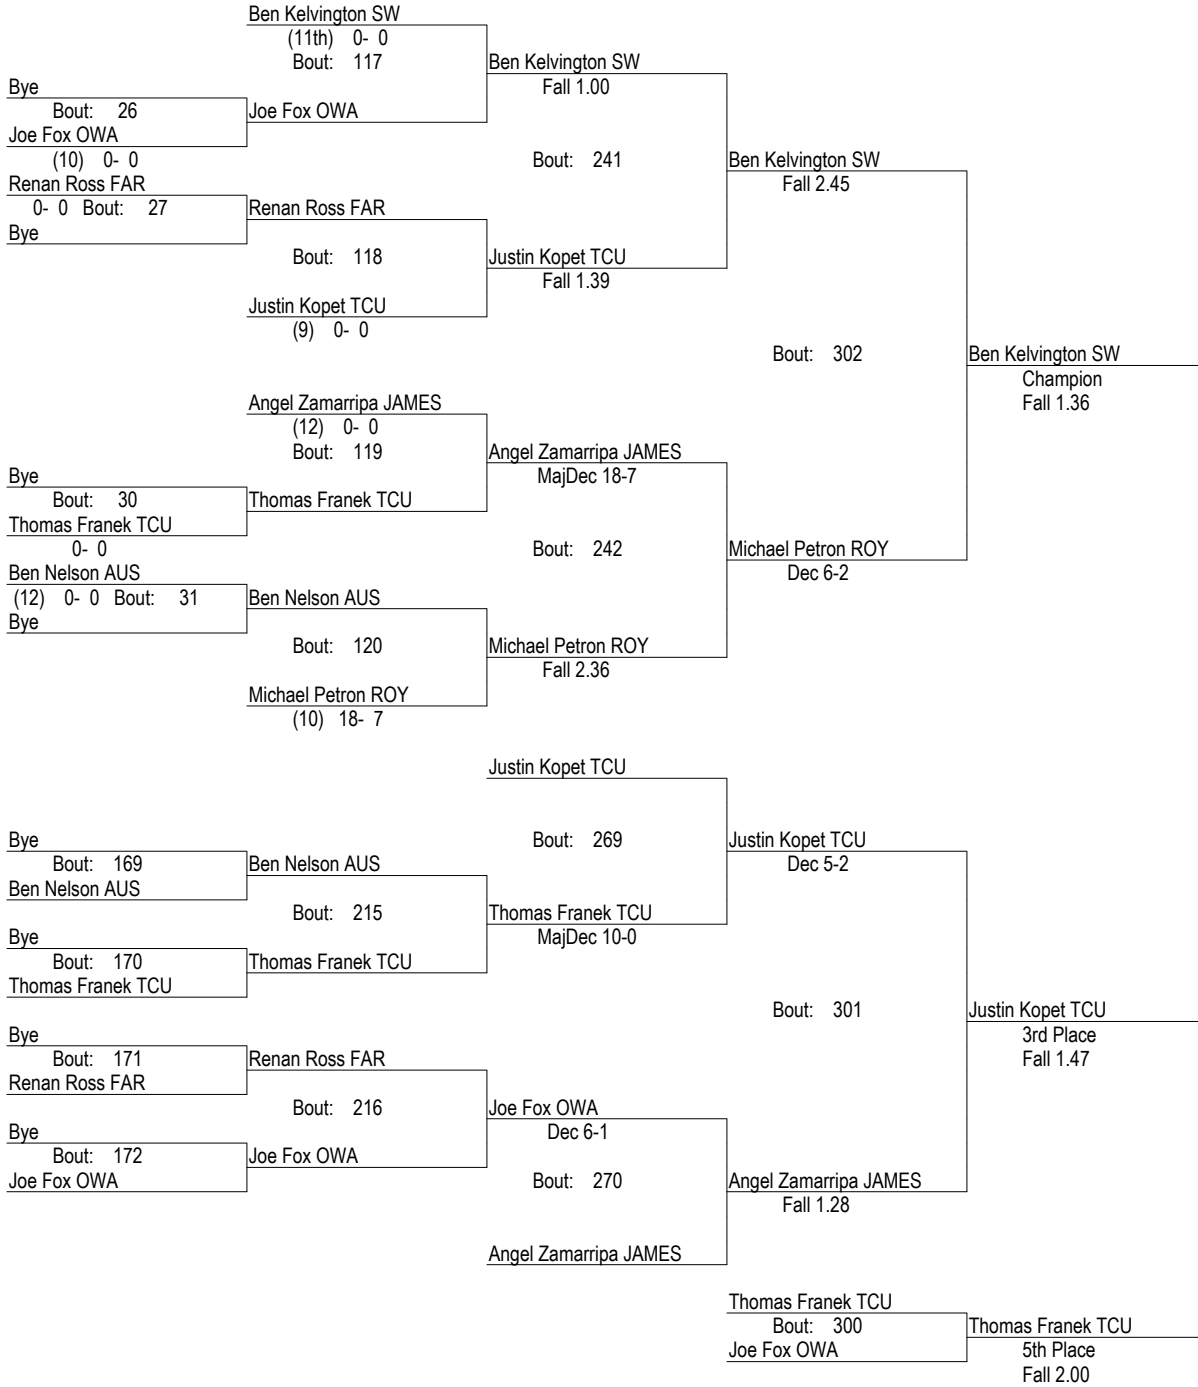 Ben Kelvington SW
(11th) 0- 0
Bout: 117
Ben Kelvington SW
Fall 1.00
Bye
Bout: 26
Joe Fox OWA
Joe Fox OWA
(10) 0- 0
Bout: 241
Ben Kelvington SW
Fall 2.45
Renan Ross FAR
0- 0 Bout: 27
Renan Ross FAR
Bye
Bout: 118
Justin Kopet TCU
Fall 1.39
Justin Kopet TCU
(9) 0- 0
Bout: 302
Ben Kelvington SW
Champion
Fall 1.36
Angel Zamarripa JAMES
(12) 0- 0
Bout: 119
Angel Zamarripa JAMES
MajDec 18-7
Bye
Bout: 30
Thomas Franek TCU
Thomas Franek TCU
0- 0
Bout: 242
Michael Petron ROY
Dec 6-2
Ben Nelson AUS
(12) 0- 0 Bout: 31
Ben Nelson AUS
Bye
Bout: 120
Michael Petron ROY
Fall 2.36
Michael Petron ROY
(10) 18- 7
Justin Kopet TCU
Bout: 269
Justin Kopet TCU
Dec 5-2
Bye
Bout: 169
Ben Nelson AUS
Ben Nelson AUS
Bout: 215
Thomas Franek TCU
MajDec 10-0
Bye
Bout: 170
Thomas Franek TCU
Thomas Franek TCU
Bout: 301
Justin Kopet TCU
3rd Place
Fall 1.47
Bye
Bout: 171
Renan Ross FAR
Renan Ross FAR
Bout: 216
Joe Fox OWA
Dec 6-1
Bye
Bout: 172
Joe Fox OWA
Joe Fox OWA
Bout: 270
Angel Zamarripa JAMES
Fall 1.28
Angel Zamarripa JAMES
Thomas Franek TCU
Bout: 300
Thomas Franek TCU
Joe Fox OWA
5th Place
Fall 2.00